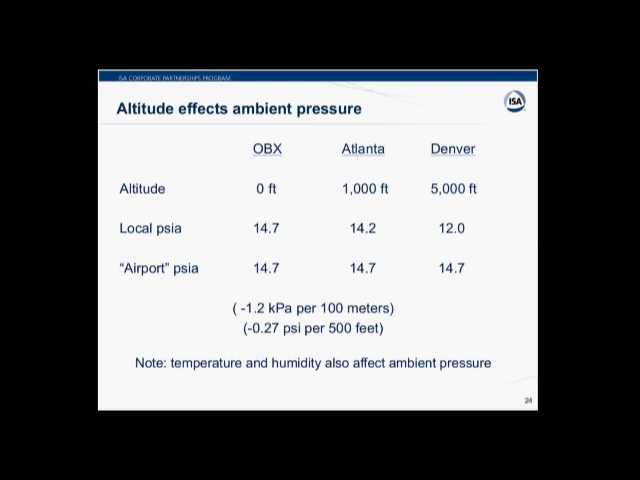 ISA CORPORATE PARTNERSHIPS PROGRAM
Altitude effects ambient pressure
ISA
OBX Atlanta Denver
Altitude 0 ft 1,000 ft 5,000 ft
Local psia 14.7 14.2 12.0
“Airport” psia 14.7 14.7 14.7
( -1.2 kPa per 100 meters)
(-0.27 psi per 500 feet)
Note: temperature and humidity also affect ambient pressure
24